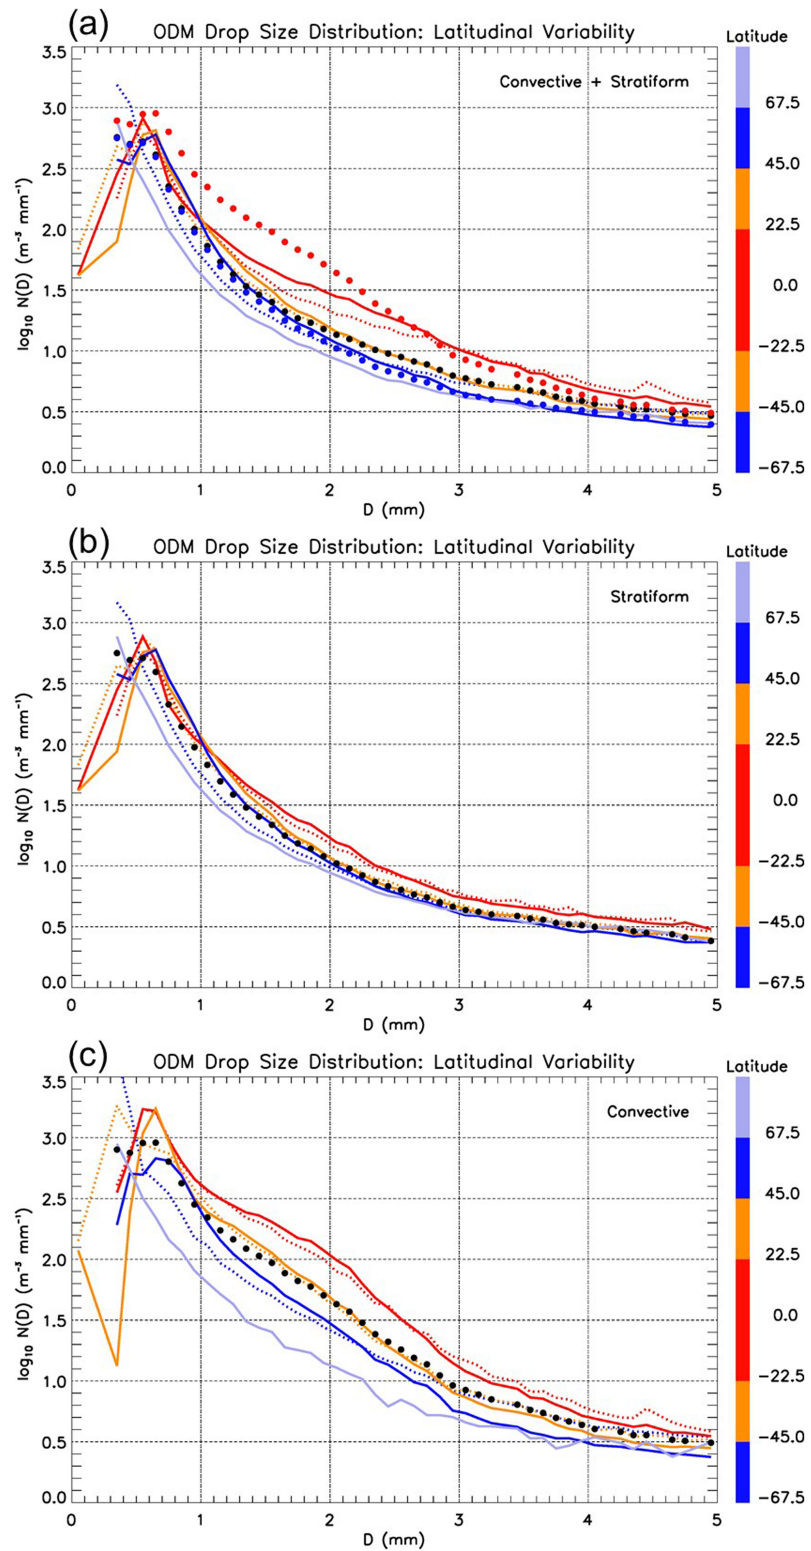 (a)
ODM Drop Size Distribution: Latitudinal Variability
Latitude
Convective + Stratiform
log₁₀ N(D) (m⁻³ mm⁻¹)
3.5
3.0
2.5
2.0
1.5
1.0
0.5
0.0
0 1 2 3 4 5
D (mm)
67.5
45.0
22.5
0.0
−22.5
−45.0
−67.5
(b)
ODM Drop Size Distribution: Latitudinal Variability
Latitude
Stratiform
log₁₀ N(D) (m⁻³ mm⁻¹)
3.5
3.0
2.5
2.0
1.5
1.0
0.5
0.0
0 1 2 3 4 5
D (mm)
67.5
45.0
22.5
0.0
−22.5
−45.0
−67.5
(c)
ODM Drop Size Distribution: Latitudinal Variability
Latitude
Convective
log₁₀ N(D) (m⁻³ mm⁻¹)
3.5
3.0
2.5
2.0
1.5
1.0
0.5
0.0
0 1 2 3 4 5
D (mm)
67.5
45.0
22.5
0.0
−22.5
−45.0
−67.5